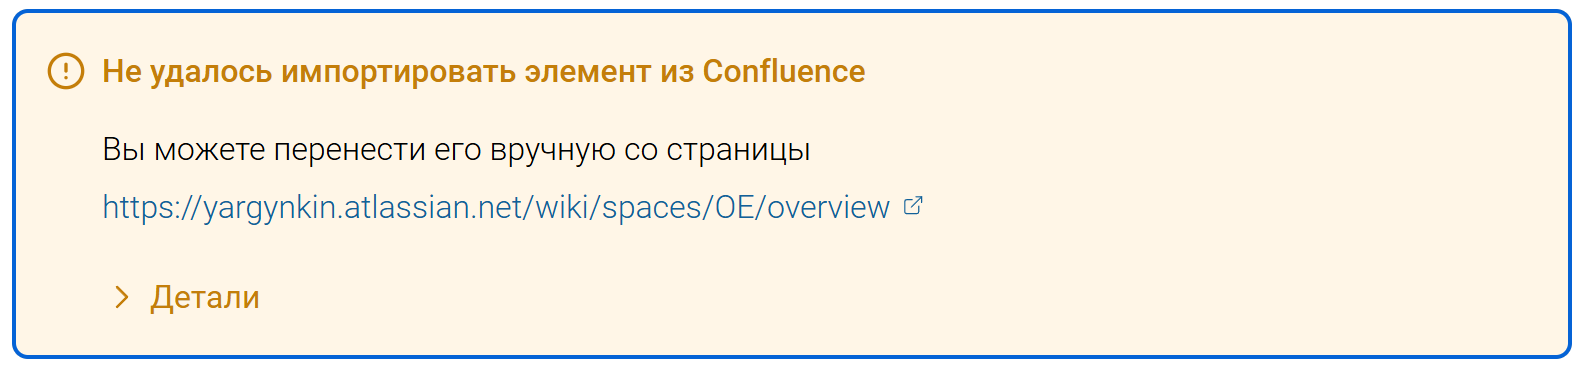 Не удалось импортировать элемент из Confluence
Вы можете перенести его вручную со страницы
https://yargynkin.atlassian.net/wiki/spaces/OE/overview
Детали